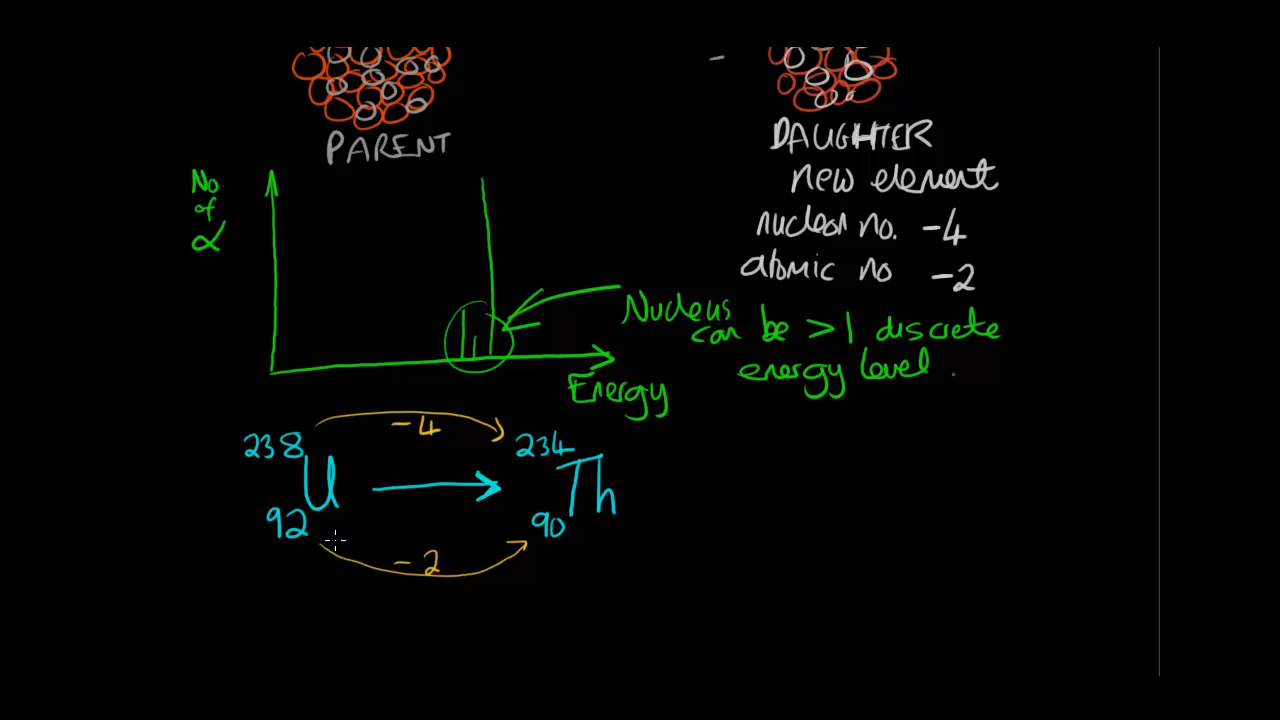 PARENT
DAUGHTER
new element
nucleon no. -4
atomic no -2
No
of
α
Nucleus
can be >1 discrete
energy level.
Energy
-4
238
U
92
234
Th
90
-2